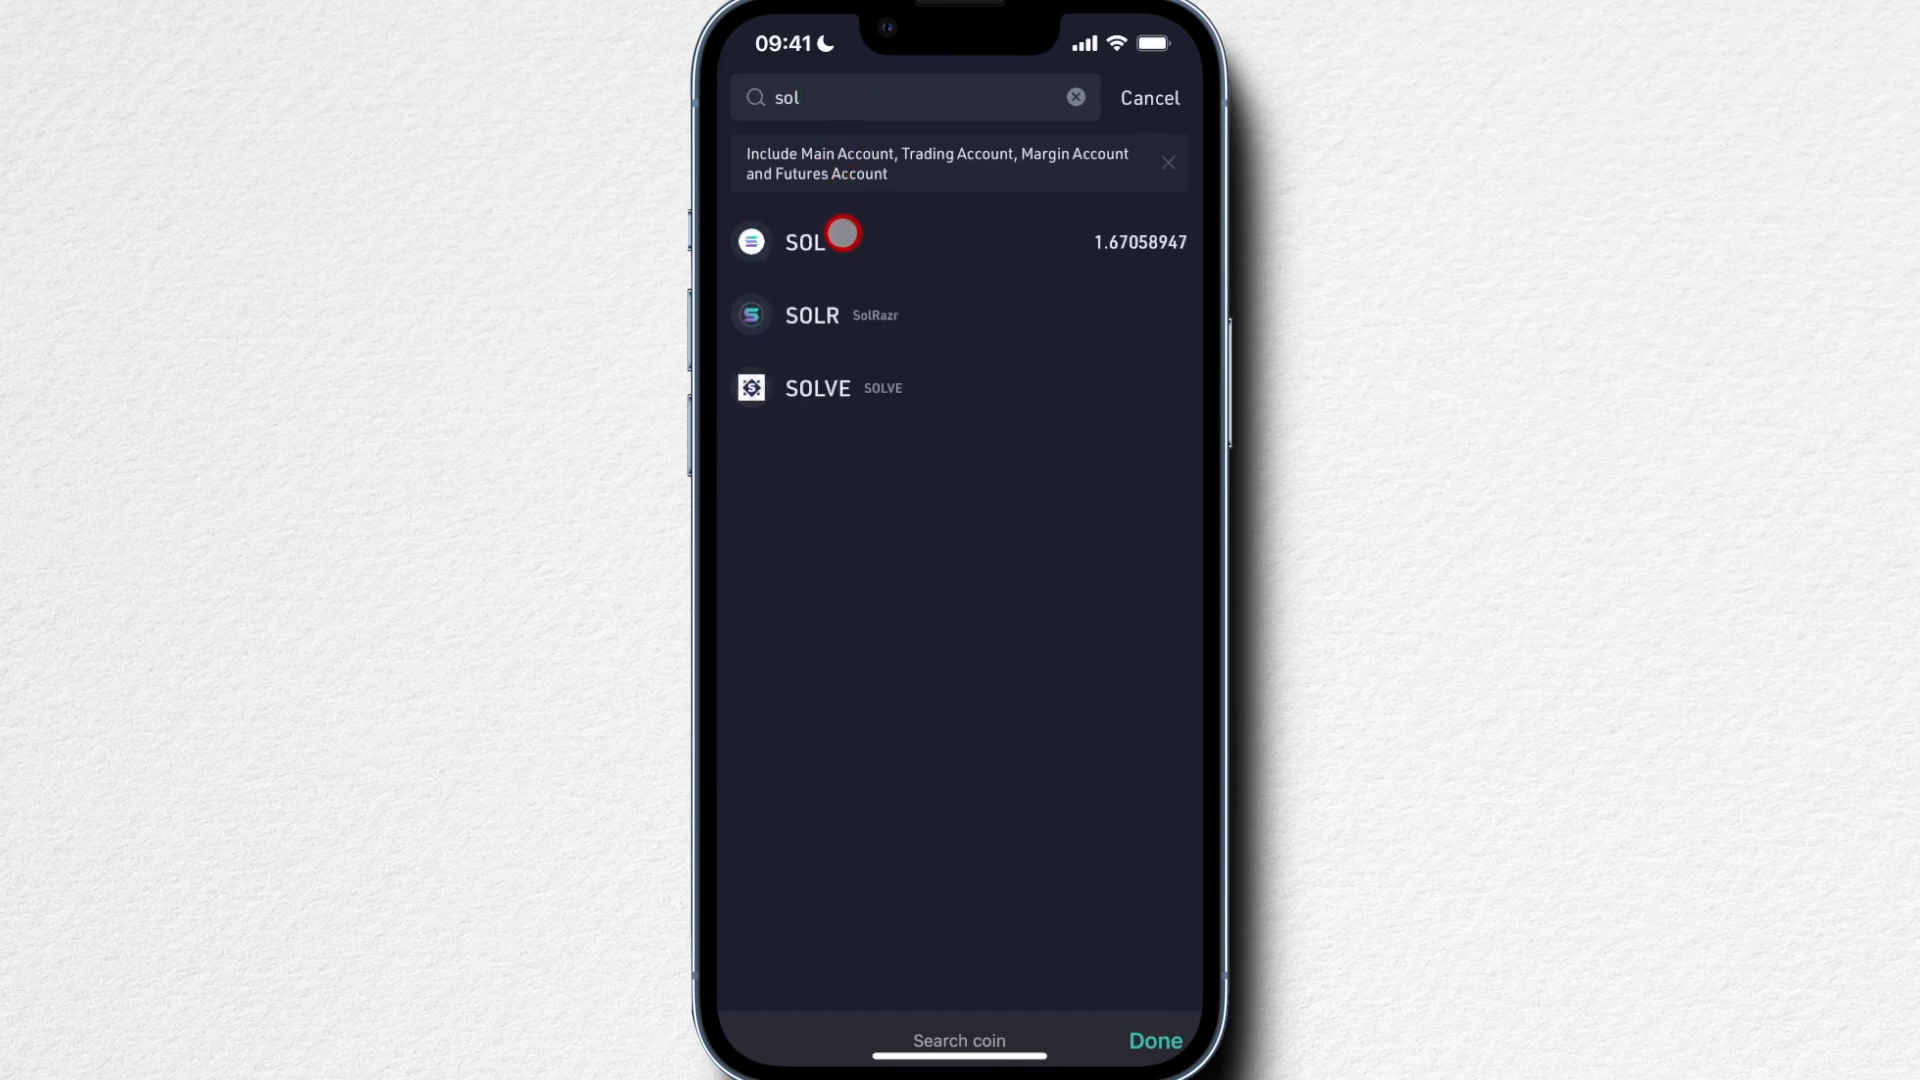 09:41
sol
Cancel
Include Main Account, Trading Account, Margin Account
and Futures Account
SOL
1.67058947
SOLR SolRazr
SOLVE SOLVE
Search coin
Done